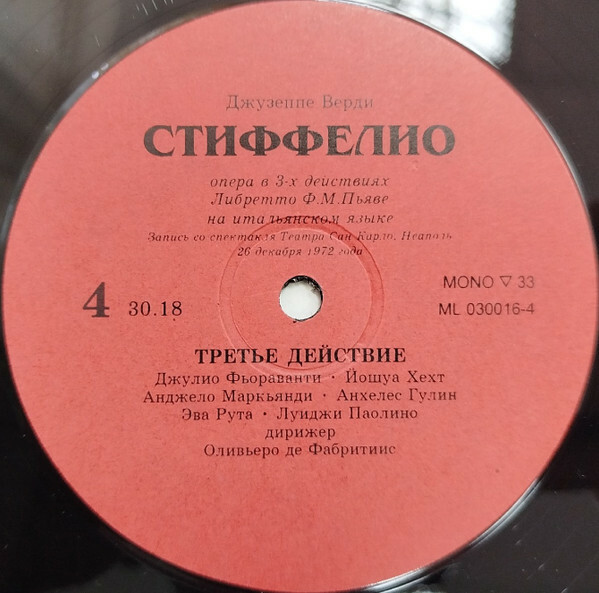 Джузеппе Верди
СТИФФЕЛИО
опера в 3-х действиях
Либретто Ф.М.Пьяве
на итальянском языке
Запись со спектакля Театра Сан Карло, Неаполь
26 декабря 1972 года
4 30.18
MONO ▽ 33
ML 030016-4
ТРЕТЬЕ ДЕЙСТВИЕ
Джулио Фьораванти · Йошуа Хехт
Анджело Маркьянди · Анхелес Гулин
Эва Рута · Луиджи Паолино
дирижер
Оливьеро де Фабритиис